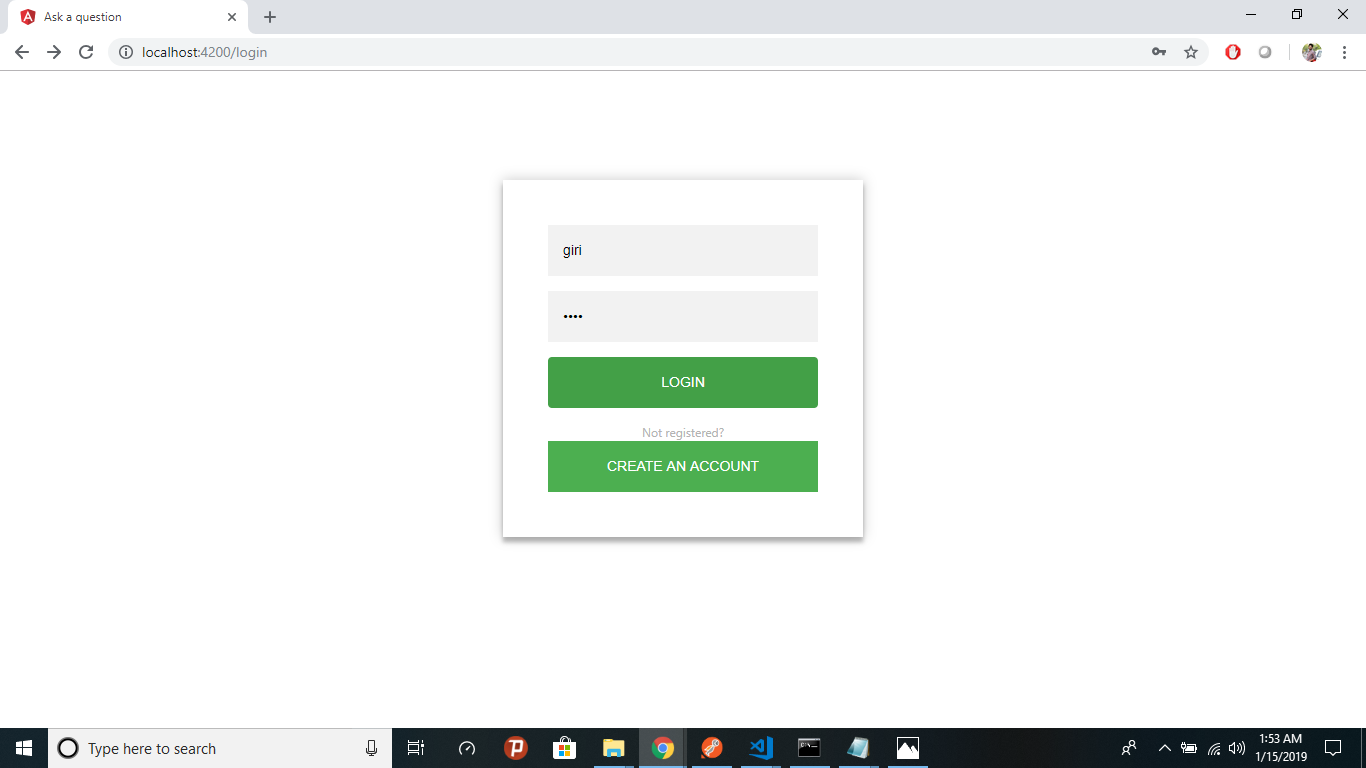 Ask a question
localhost:4200/login
giri
••••
LOGIN
Not registered?
CREATE AN ACCOUNT
Type here to search
1:53 AM
1/15/2019